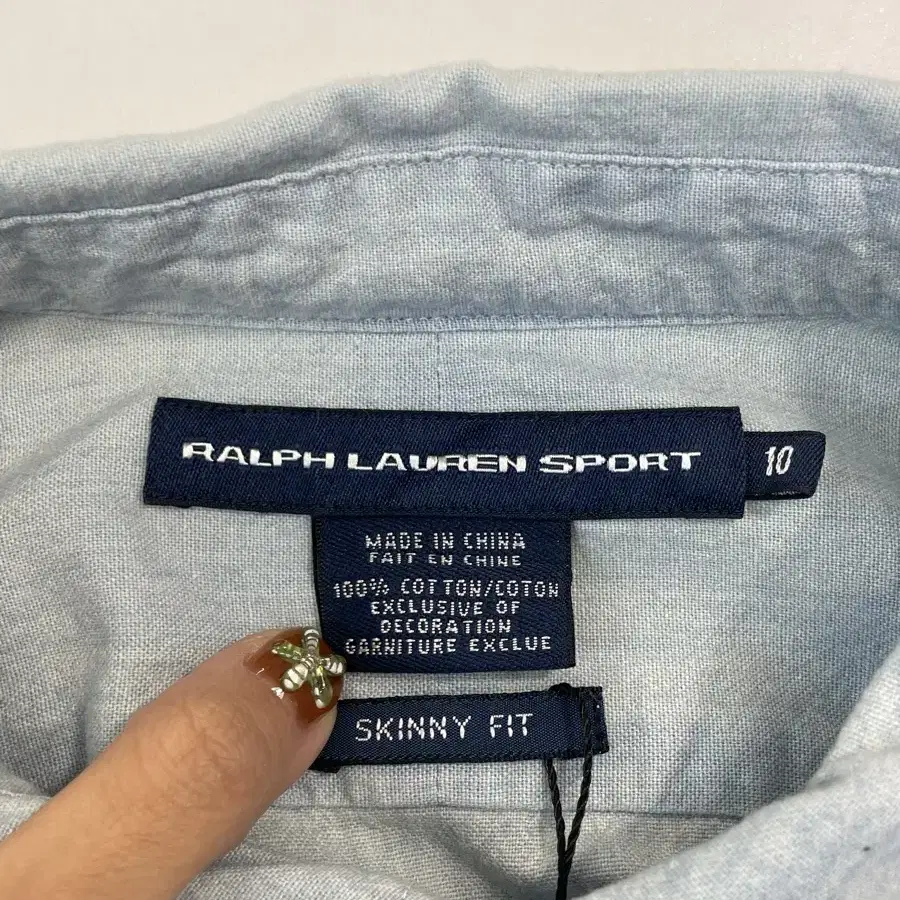 RALPH LAUREN SPORT
10
MADE IN CHINA
FAIT EN CHINE
100% COTTON/COTON
EXCLUSIVE OF
DECORATION
GARNITURE EXCLUE
SKINNY FIT